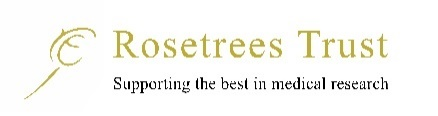 Rosetrees Trust
Supporting the best in medical research